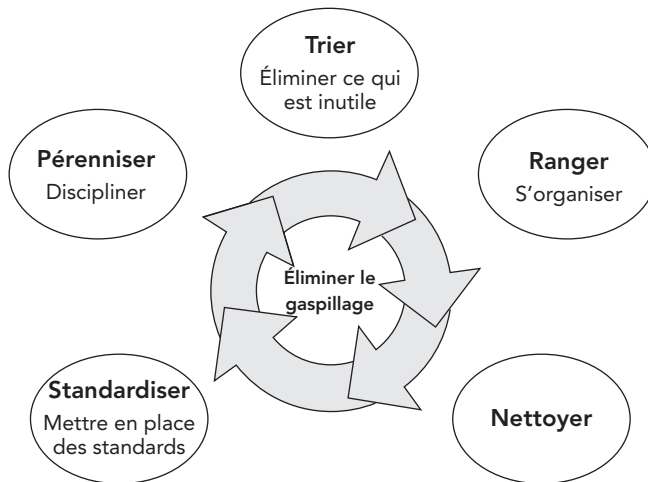 Trier
Éliminer ce qui
est inutile
Pérenniser
Discipliner
Ranger
S'organiser
Éliminer le
gaspillage
Standardiser
Mettre en place
des standards
Nettoyer